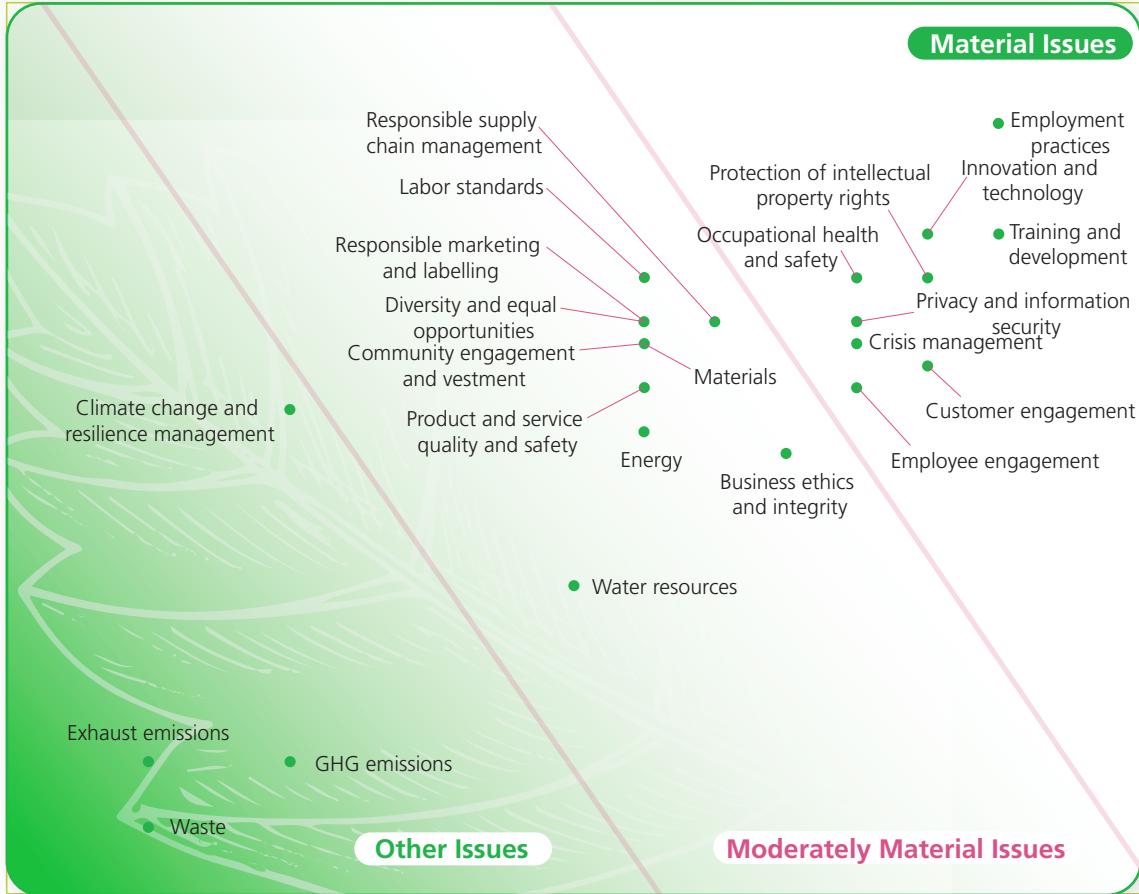 Material Issues
Responsible supply
chain management
Employment
practices
Labor standards
Protection of intellectual
property rights
Innovation and
technology
Responsible marketing
and labelling
Occupational health
and safety
Training and
development
Diversity and equal
opportunities
Privacy and information
security
Community engagement
and vestment
Crisis management
Materials
Climate change and
resilience management
Product and service
quality and safety
Customer engagement
Energy
Employee engagement
Business ethics
and integrity
Water resources
Exhaust emissions
GHG emissions
Waste
Other Issues
Moderately Material Issues